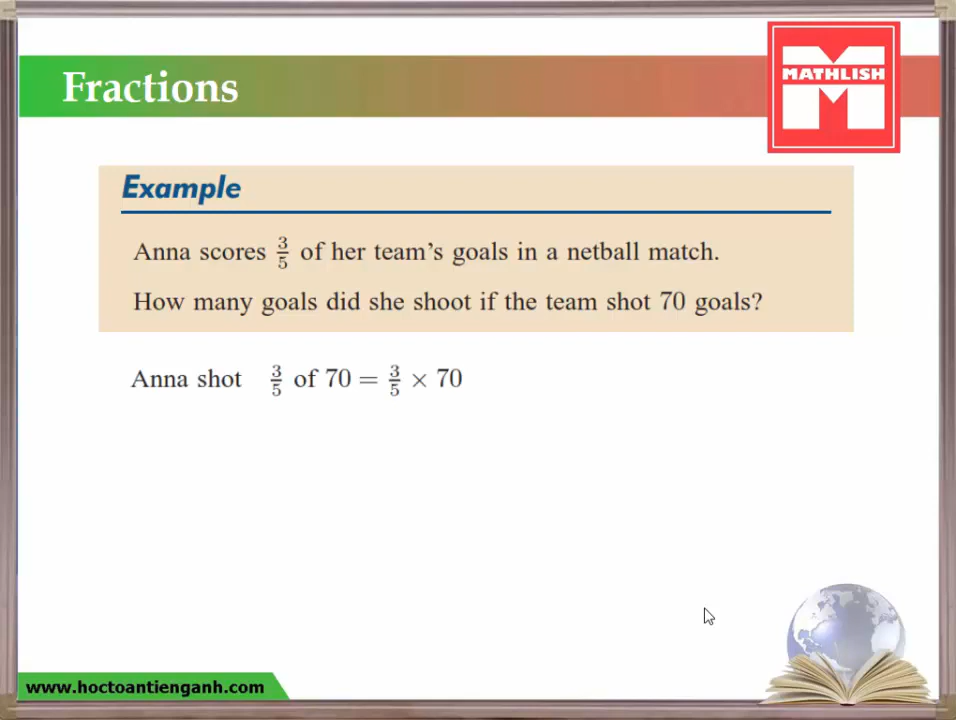 Fractions
MATHLISH
Example
Anna scores 3/5 of her team's goals in a netball match.
How many goals did she shoot if the team shot 70 goals?
Anna shot 3/5 of 70 = 3/5 × 70
www.hoctoantienganh.com